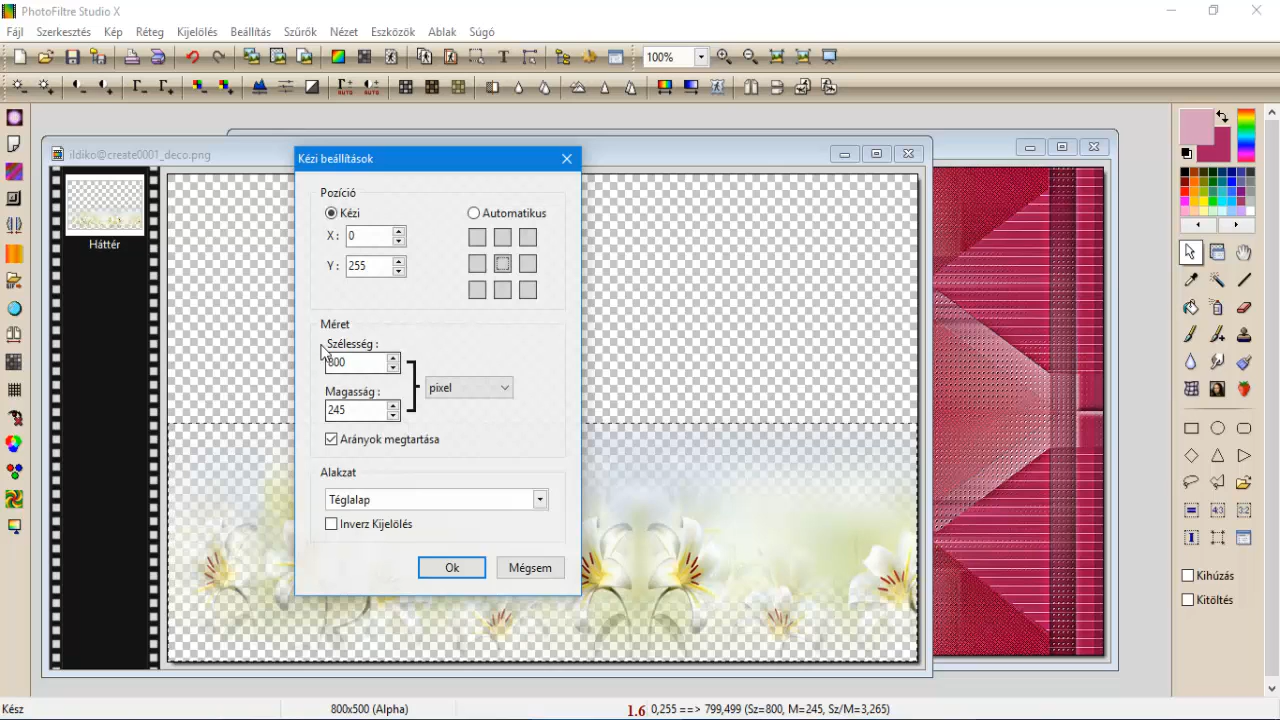 PhotoFiltre Studio X
Fájl Szerkesztés Kép Réteg Kijelölés Beállítás Szűrők Nézet Eszközök Ablak Súgó
100%
AUTO AUTO
ildiko@create0001_deco.png
Háttér
Kézi beállítások
Pozíció
Kézi Automatikus
X :
Y : 255
Méret
Szélesség :
Magasság
pixel
245
Arányok megtartása
Alakzat
Téglalap
Inverz Kijelölés
Ok Mégsem
Kihúzás
Kitöltés
Kész 800x500 (Alpha) 1.6 0,255 ==> 799,499 (Sz=800, M=245, Sz/M=3,265)